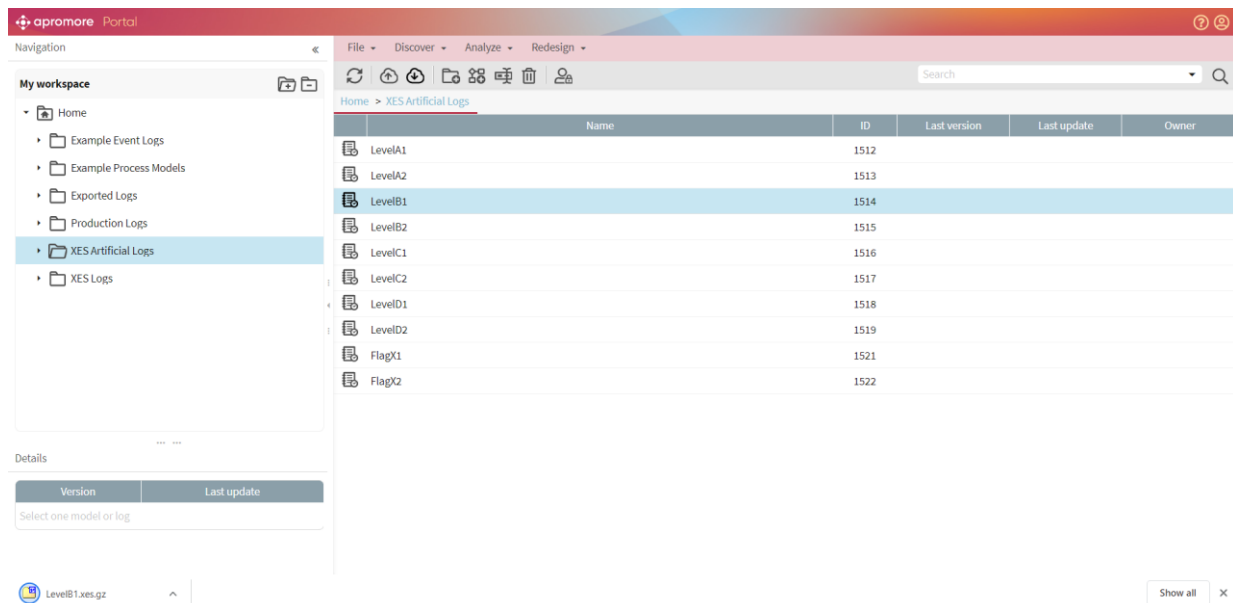 apromore Portal
Navigation
File Discover Analyze Redesign
My workspace
Search
Home > XES Artificial Logs
Home
Example Event Logs
Example Process Models
Exported Logs
Production Logs
XES Artificial Logs
XES Logs
Name ID Last version Last update Owner
LevelA1 1512
LevelA2 1513
LevelB1 1514
LevelB2 1515
LevelC1 1516
LevelC2 1517
LevelD1 1518
LevelD2 1519
FlagX1 1521
FlagX2 1522
Details
Version Last update
Select one model or log
LevelB1.xes.gz
Show all